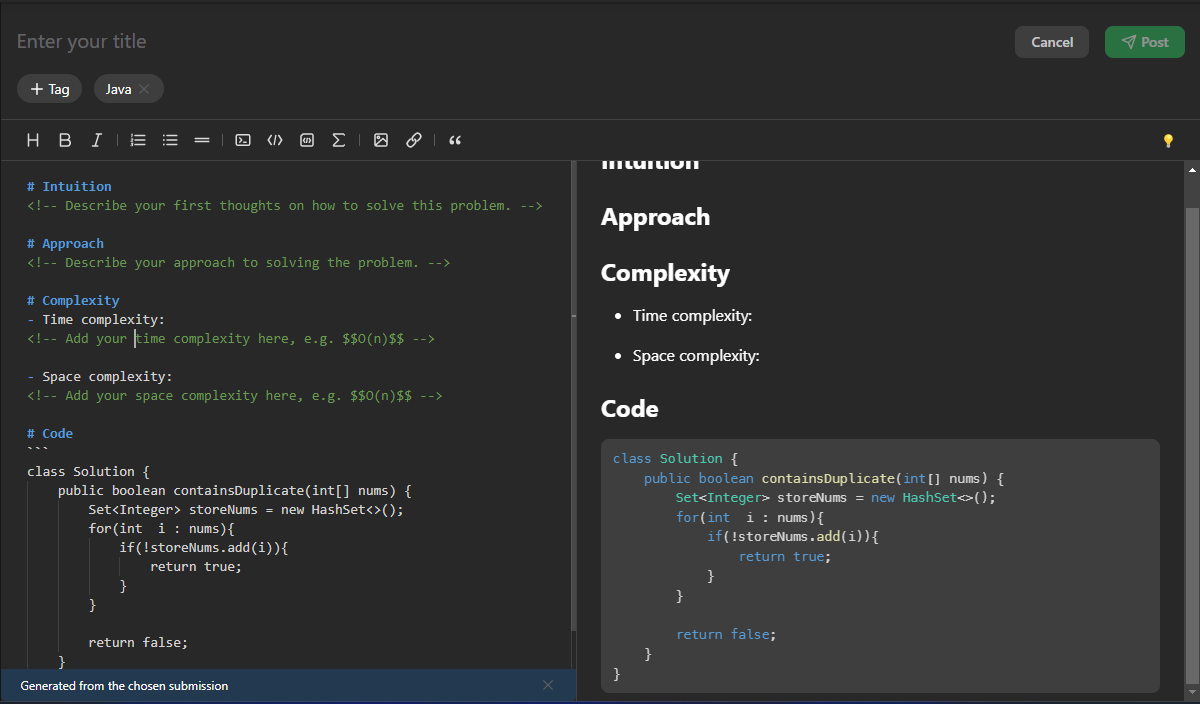 Enter your title
Cancel
Post
+ Tag
Java
# Intuition
<!-- Describe your first thoughts on how to solve this problem. -->
# Approach
<!-- Describe your approach to solving the problem. -->
# Complexity
- Time complexity:
<!-- Add your time complexity here, e.g. $$O(n)$$ -->
- Space complexity:
<!-- Add your space complexity here, e.g. $$O(n)$$ -->
# Code
```
class Solution {
    public boolean containsDuplicate(int[] nums) {
        Set<Integer> storeNums = new HashSet<>();
        for(int  i : nums){
            if(!storeNums.add(i)){
                return true;
            }
        }

        return false;
    }
Generated from the chosen submission
Intuition
Approach
Complexity
• Time complexity:
• Space complexity:
Code
class Solution {
    public boolean containsDuplicate(int[] nums) {
        Set<Integer> storeNums = new HashSet<>();
        for(int  i : nums){
            if(!storeNums.add(i)){
                return true;
            }
        }

        return false;
    }
}